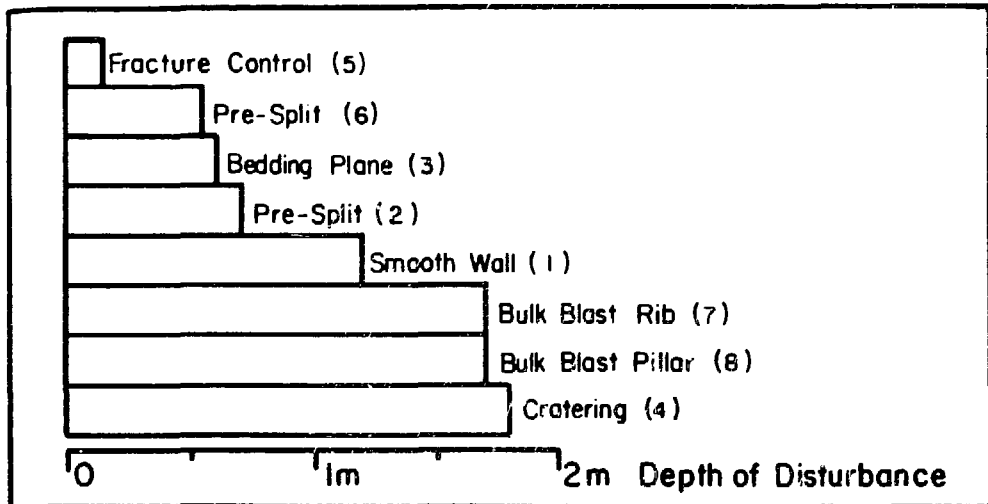 Fracture Control (5)
Pre-Split (6)
Bedding Plane (3)
Pre-Split (2)
Smooth Wall (1)
Bulk Blast Rib (7)
Bulk Blast Pillar (8)
Cratering (4)
0 1m 2m Depth of Disturbance